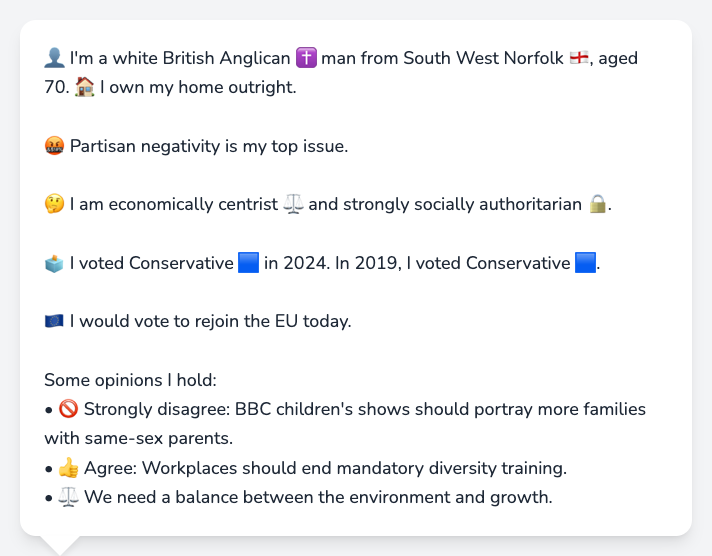 👤 I'm a white British Anglican ✝️ man from South West Norfolk 🏴󠁧󠁢󠁥󠁮󠁧󠁿, aged
70. 🏠 I own my home outright.
🤬 Partisan negativity is my top issue.
🤔 I am economically centrist ⚖️ and strongly socially authoritarian 🔒.
🗳️ I voted Conservative 🟦 in 2024. In 2019, I voted Conservative 🟦.
🇪🇺 I would vote to rejoin the EU today.
Some opinions I hold:
• 🚫 Strongly disagree: BBC children's shows should portray more families
with same-sex parents.
• 👍 Agree: Workplaces should end mandatory diversity training.
• ⚖️ We need a balance between the environment and growth.